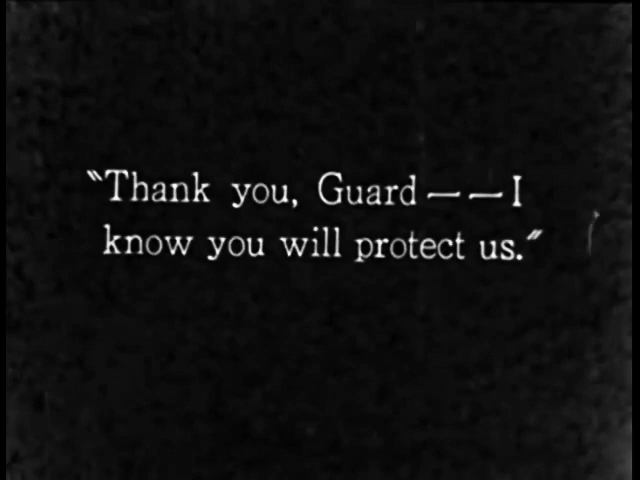 "Thank you, Guard — — I
know you will protect us."